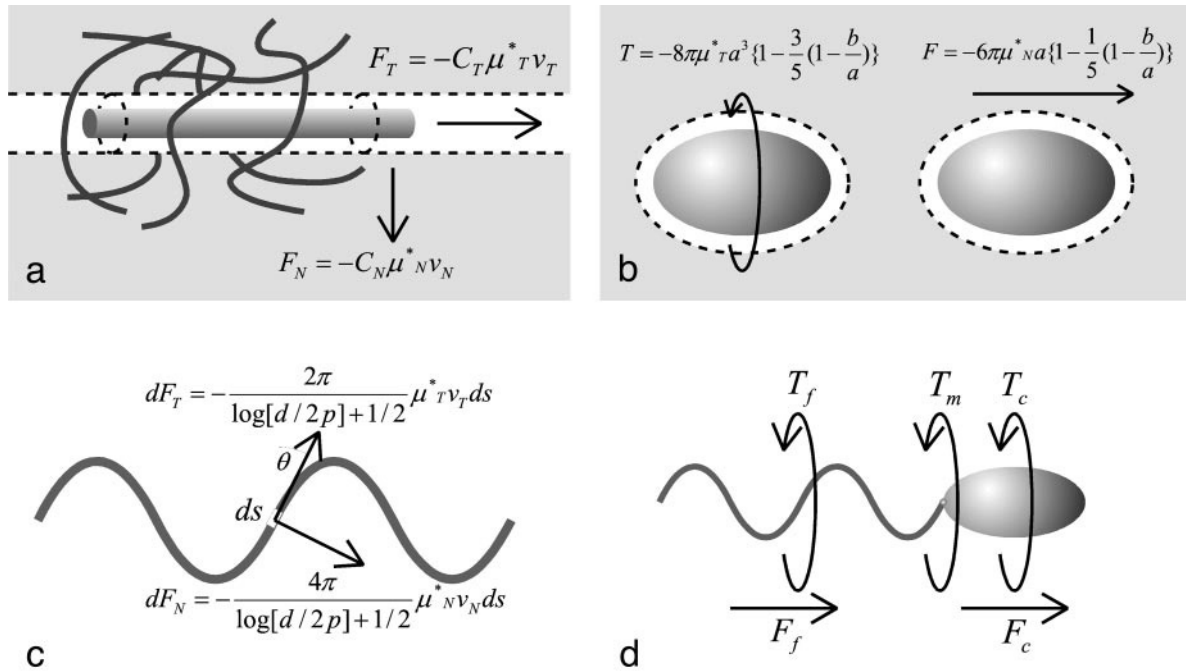 F_T = -C_T μ*_T v_T
F_N = -C_N μ*_N v_N
a
T = -8πμ*_T a^3 {1 - 3/5 (1 - b/a)}
F = -6πμ*_N a {1 - 1/5 (1 - b/a)}
b
dF_T = - 2π / log[d/2p]+1/2 μ*_T v_T ds
θ
ds
dF_N = - 4π / log[d/2p]+1/2 μ*_N v_N ds
c
T_f T_m T_c
F_f F_c
d